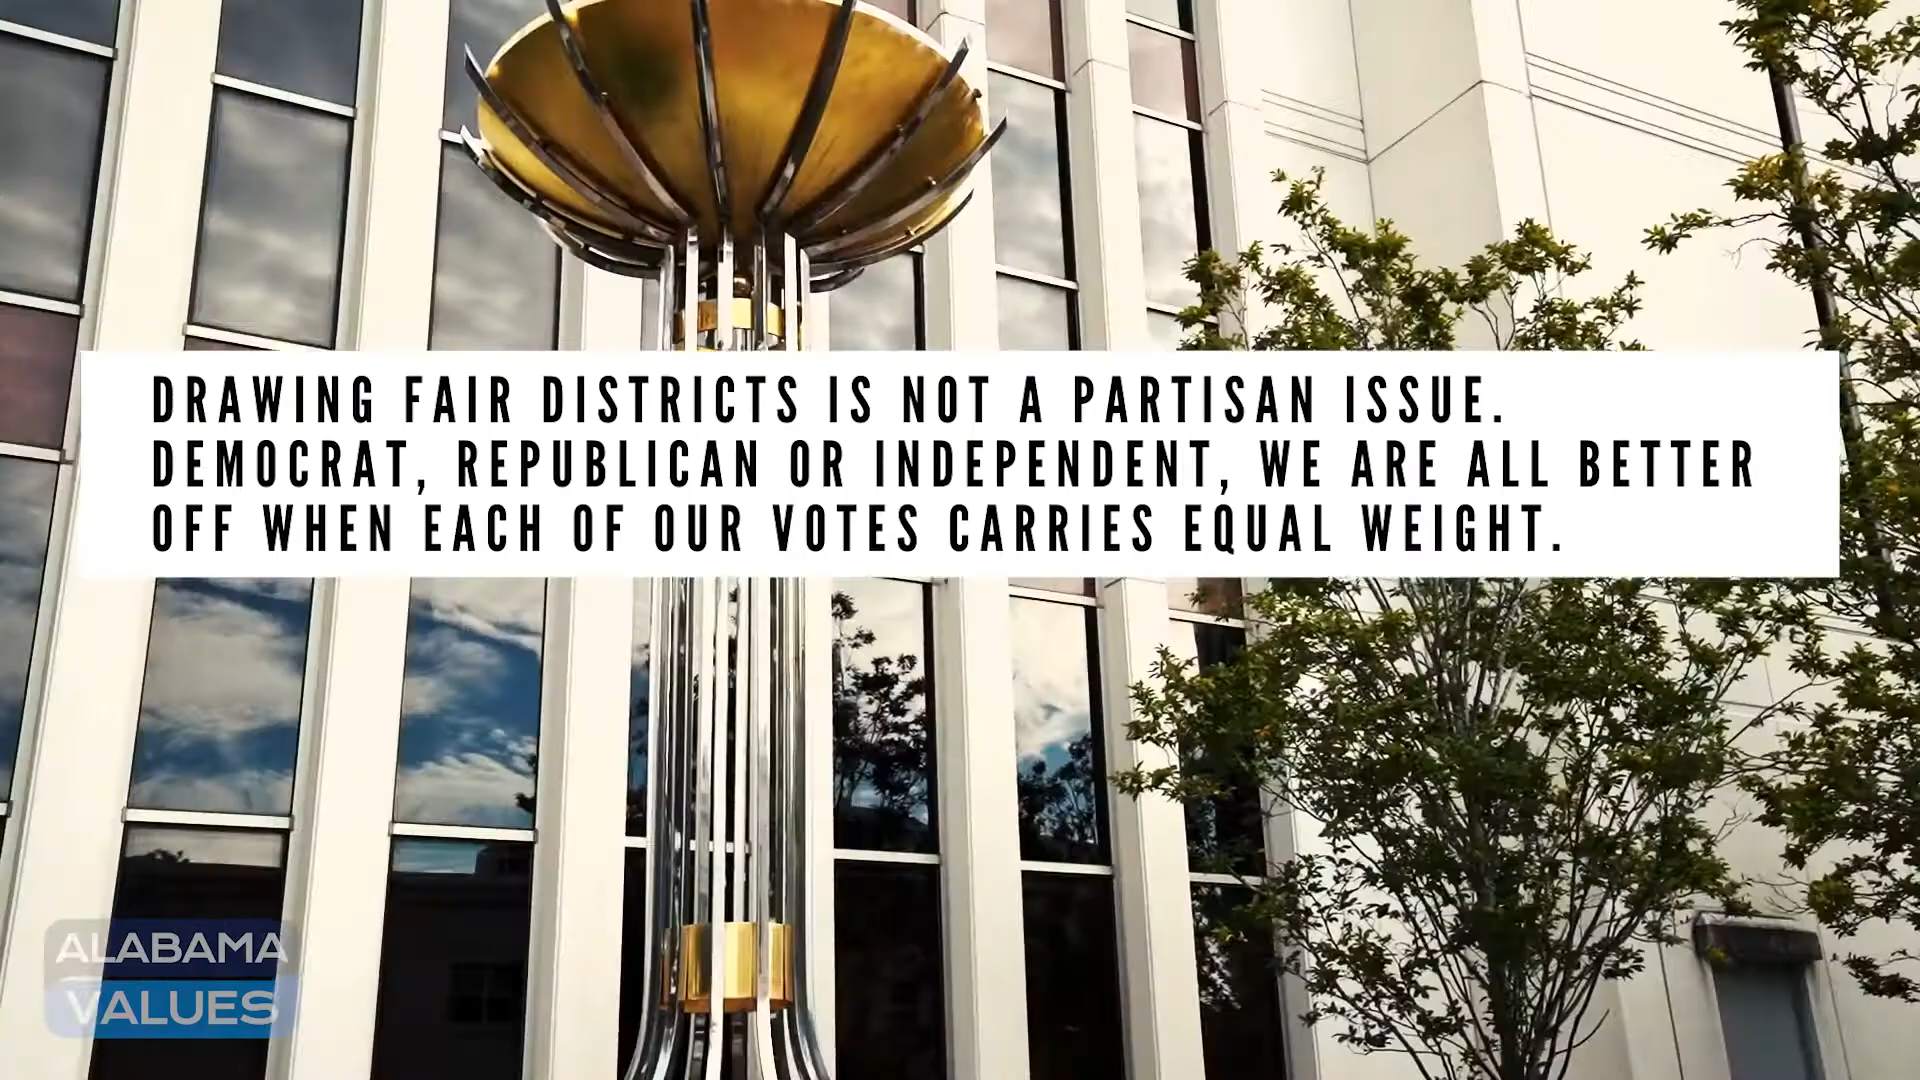 DRAWING FAIR DISTRICTS IS NOT A PARTISAN ISSUE.
DEMOCRAT, REPUBLICAN OR INDEPENDENT, WE ARE ALL BETTER
OFF WHEN EACH OF OUR VOTES CARRIES EQUAL WEIGHT.
ALABAMA
VALUES